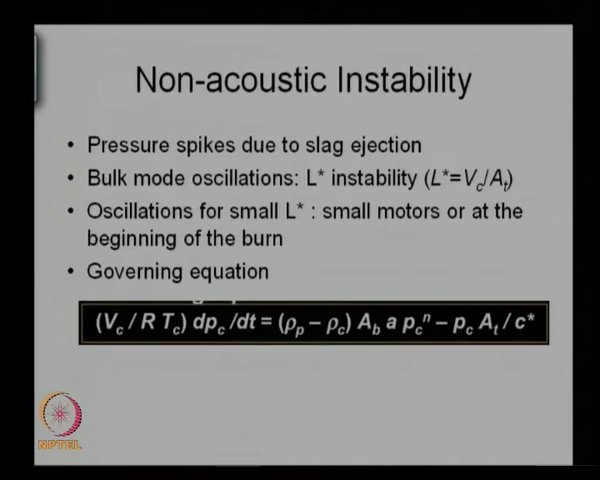 Non-acoustic Instability
• Pressure spikes due to slag ejection
• Bulk mode oscillations: L* instability (L*=Vc/At)
• Oscillations for small L* : small motors or at the
beginning of the burn
• Governing equation
(Vc / R Tc) dpc /dt = (ρp – ρc) Ab a pcⁿ – pc At / c*
NPTEL